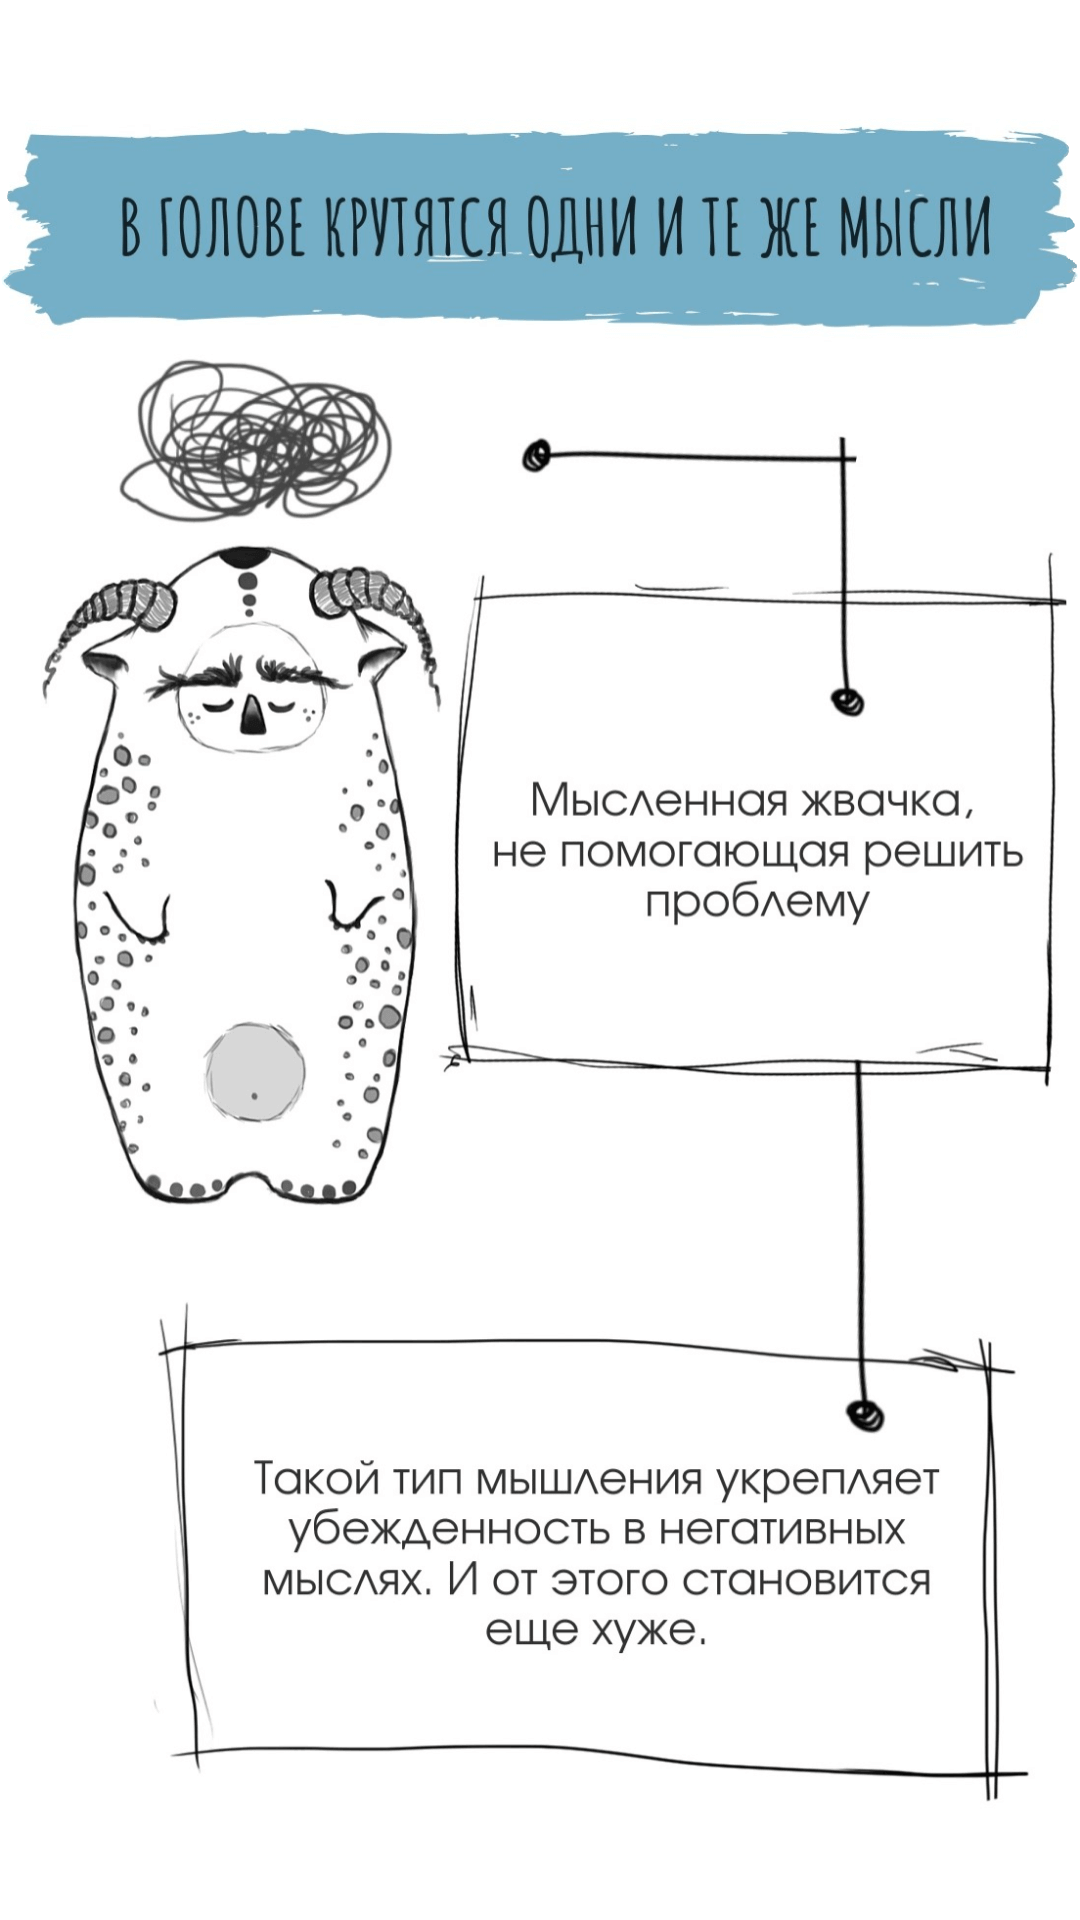 В ГОЛОВЕ КРУТЯТСЯ ОДНИ И ТЕ ЖЕ МЫСЛИ
Мысленная жвачка,
не помогающая решить
проблему
Такой тип мышления укрепляет
убежденность в негативных
мыслях. И от этого становится
еще хуже.